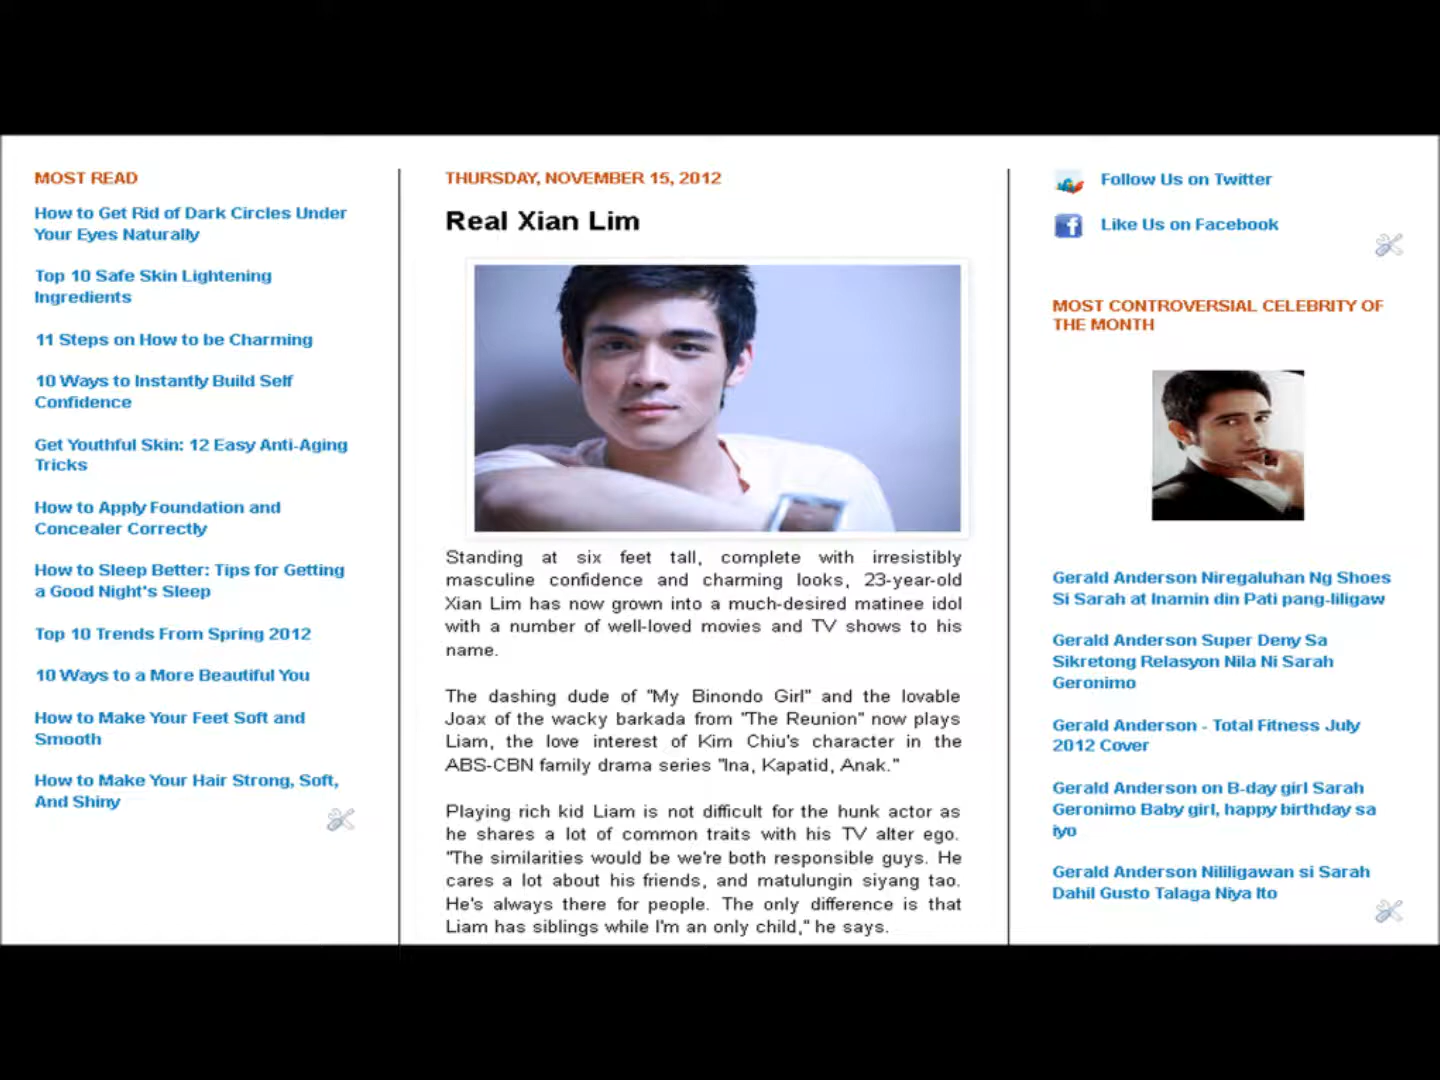 MOST READ
How to Get Rid of Dark Circles Under
Your Eyes Naturally
Top 10 Safe Skin Lightening
Ingredients
11 Steps on How to be Charming
10 Ways to Instantly Build Self
Confidence
Get Youthful Skin: 12 Easy Anti-Aging
Tricks
How to Apply Foundation and
Concealer Correctly
How to Sleep Better: Tips for Getting
a Good Night's Sleep
Top 10 Trends From Spring 2012
10 Ways to a More Beautiful You
How to Make Your Feet Soft and
Smooth
How to Make Your Hair Strong, Soft,
And Shiny
THURSDAY, NOVEMBER 15, 2012
Real Xian Lim
Standing at six feet tall, complete with irresistibly
masculine confidence and charming looks, 23-year-old
Xian Lim has now grown into a much-desired matinee idol
with a number of well-loved movies and TV shows to his
name.
The dashing dude of "My Binondo Girl" and the lovable
Joax of the wacky barkada from "The Reunion" now plays
Liam, the love interest of Kim Chiu's character in the
ABS-CBN family drama series "Ina, Kapatid, Anak."
Playing rich kid Liam is not difficult for the hunk actor as
he shares a lot of common traits with his TV alter ego.
"The similarities would be we're both responsible guys. He
cares a lot about his friends, and matulungin siyang tao.
He's always there for people. The only difference is that
Liam has siblings while I'm an only child," he says.
Follow Us on Twitter
Like Us on Facebook
MOST CONTROVERSIAL CELEBRITY OF
THE MONTH
Gerald Anderson Niregaluhan Ng Shoes
Si Sarah at Inamin din Pati pang-liligaw
Gerald Anderson Super Deny Sa
Sikretong Relasyon Nila Ni Sarah
Geronimo
Gerald Anderson - Total Fitness July
2012 Cover
Gerald Anderson on B-day girl Sarah
Geronimo Baby girl, happy birthday sa
iyo
Gerald Anderson Nililigawan si Sarah
Dahil Gusto Talaga Niya Ito